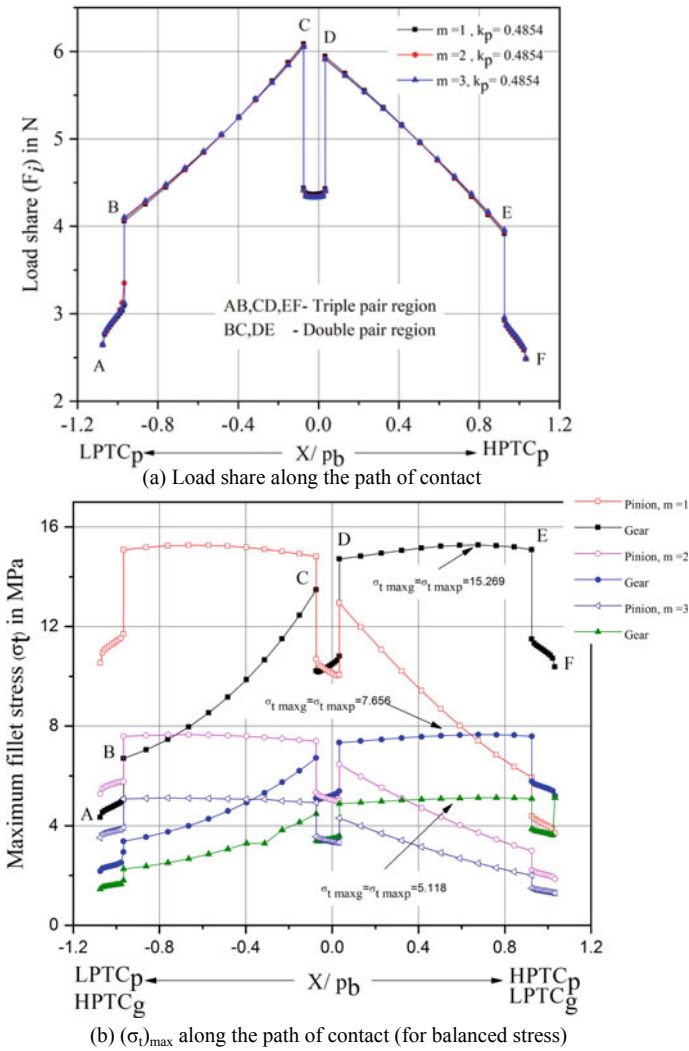 C
D
m =1 , kp= 0.4854
m =2 , kp= 0.4854
m =3, kp= 0.4854
6
5
4
3
2
Load share (Fi) in N
B
E
AB,CD,EF- Triple pair region
BC,DE - Double pair region
A
F
-1.2 -0.8 -0.4 0.0 0.4 0.8 1.2
LPTCp X/ pb HPTCp
(a) Load share along the path of contact
Pinion, m =1
Gear
Pinion, m =2
Gear
Pinion, m =3
Gear
16
12
8
4
0
Maximum fillet stress (σt) in MPa
D
E
C
σt maxg=σt maxp=15.269
F
σt maxg=σt maxp=7.656
B
A
σt maxg=σt maxp=5.118
-1.2 -0.8 -0.4 0.0 0.4 0.8 1.2
LPTCp X/ pb HPTCp
HPTCg LPTCg
(b) (σt)max along the path of contact (for balanced stress)